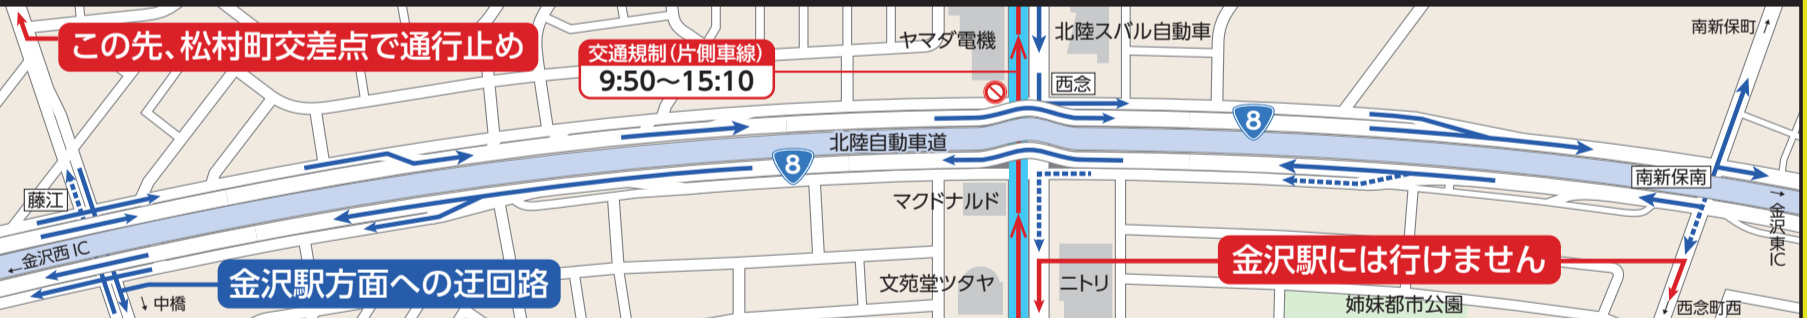 この先、松村町交差点で通行止め
交通規制(片側車線)
9:50〜15:10
ヤマダ電機
北陸スバル自動車
南新保町
西念
8
北陸自動車道
8
藤江
マクドナルド
南新保南
←金沢西IC
→金沢東IC
金沢駅方面への迂回路
↓中橋
文苑堂ツタヤ
ニトリ
金沢駅には行けません
姉妹都市公園
西念町西